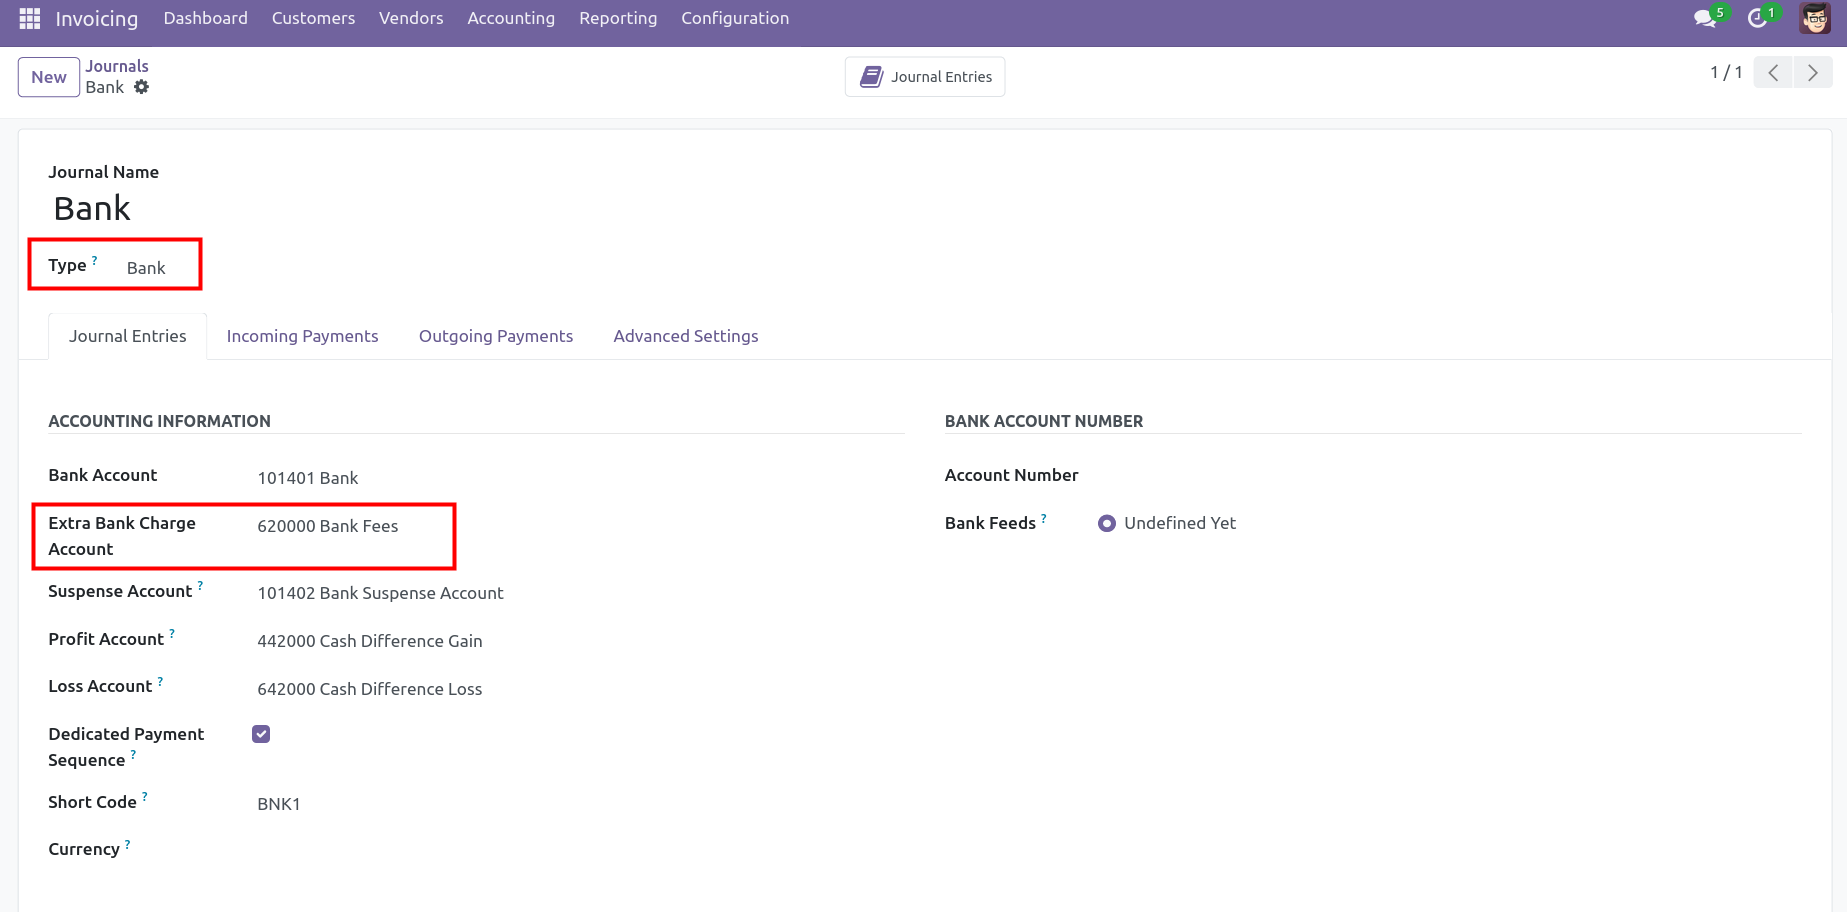 Invoicing Dashboard Customers Vendors Accounting Reporting Configuration 5 1
New Journals
Bank
Journal Entries
1 / 1
Journal Name
Bank
Type ? Bank
Journal Entries Incoming Payments Outgoing Payments Advanced Settings
ACCOUNTING INFORMATION
Bank Account 101401 Bank
Extra Bank Charge 620000 Bank Fees
Account
Suspense Account ? 101402 Bank Suspense Account
Profit Account ? 442000 Cash Difference Gain
Loss Account ? 642000 Cash Difference Loss
Dedicated Payment
Sequence ?
Short Code ? BNK1
Currency ?
BANK ACCOUNT NUMBER
Account Number
Bank Feeds ? Undefined Yet